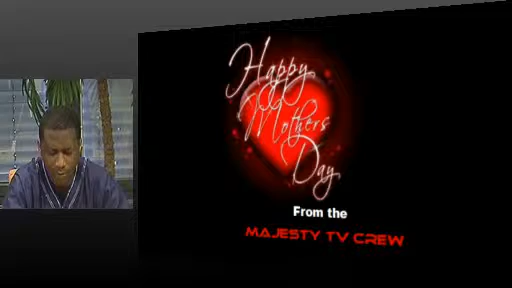 Happy
Mothers
Day
From the
MAJESTY TV CREW